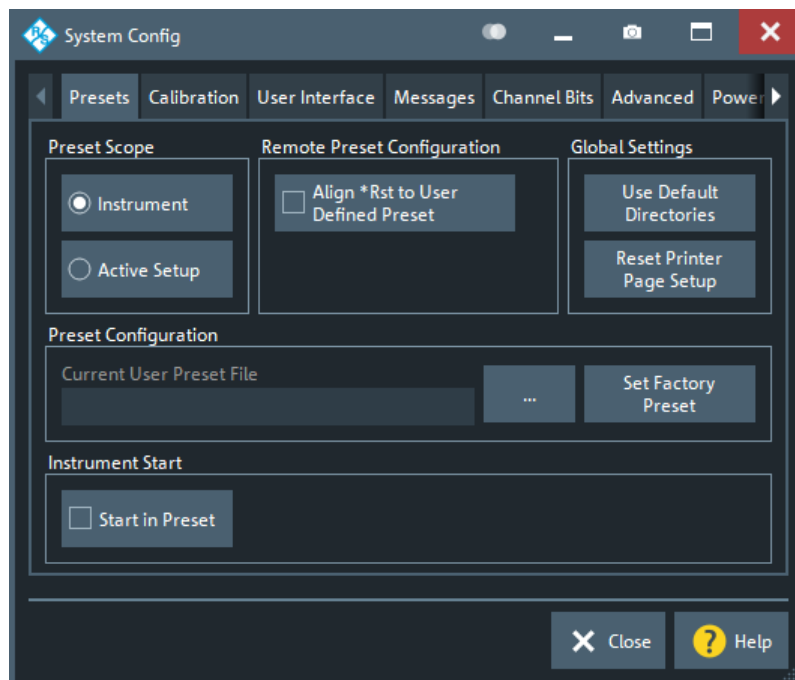 R&S
System Config
Presets Calibration User Interface Messages Channel Bits Advanced Power
Preset Scope
Instrument
Active Setup
Remote Preset Configuration
Align *Rst to User
Defined Preset
Global Settings
Use Default
Directories
Reset Printer
Page Setup
Preset Configuration
Current User Preset File
...
Set Factory
Preset
Instrument Start
Start in Preset
Close
? Help